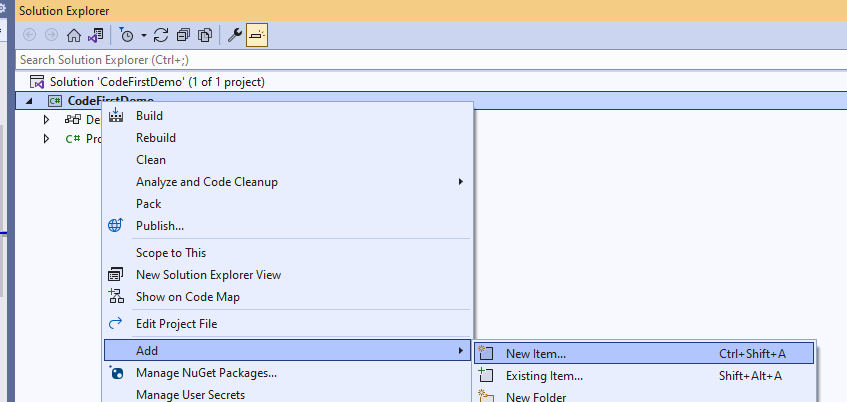 Solution Explorer
Search Solution Explorer (Ctrl+;)
Solution 'CodeFirstDemo' (1 of 1 project)
CodeFirstDemo
Build
Rebuild
Clean
Analyze and Code Cleanup
Pack
Publish...
Scope to This
New Solution Explorer View
Show on Code Map
Edit Project File
Add
New Item... Ctrl+Shift+A
Manage NuGet Packages...
Existing Item... Shift+Alt+A
Manage User Secrets
New Folder